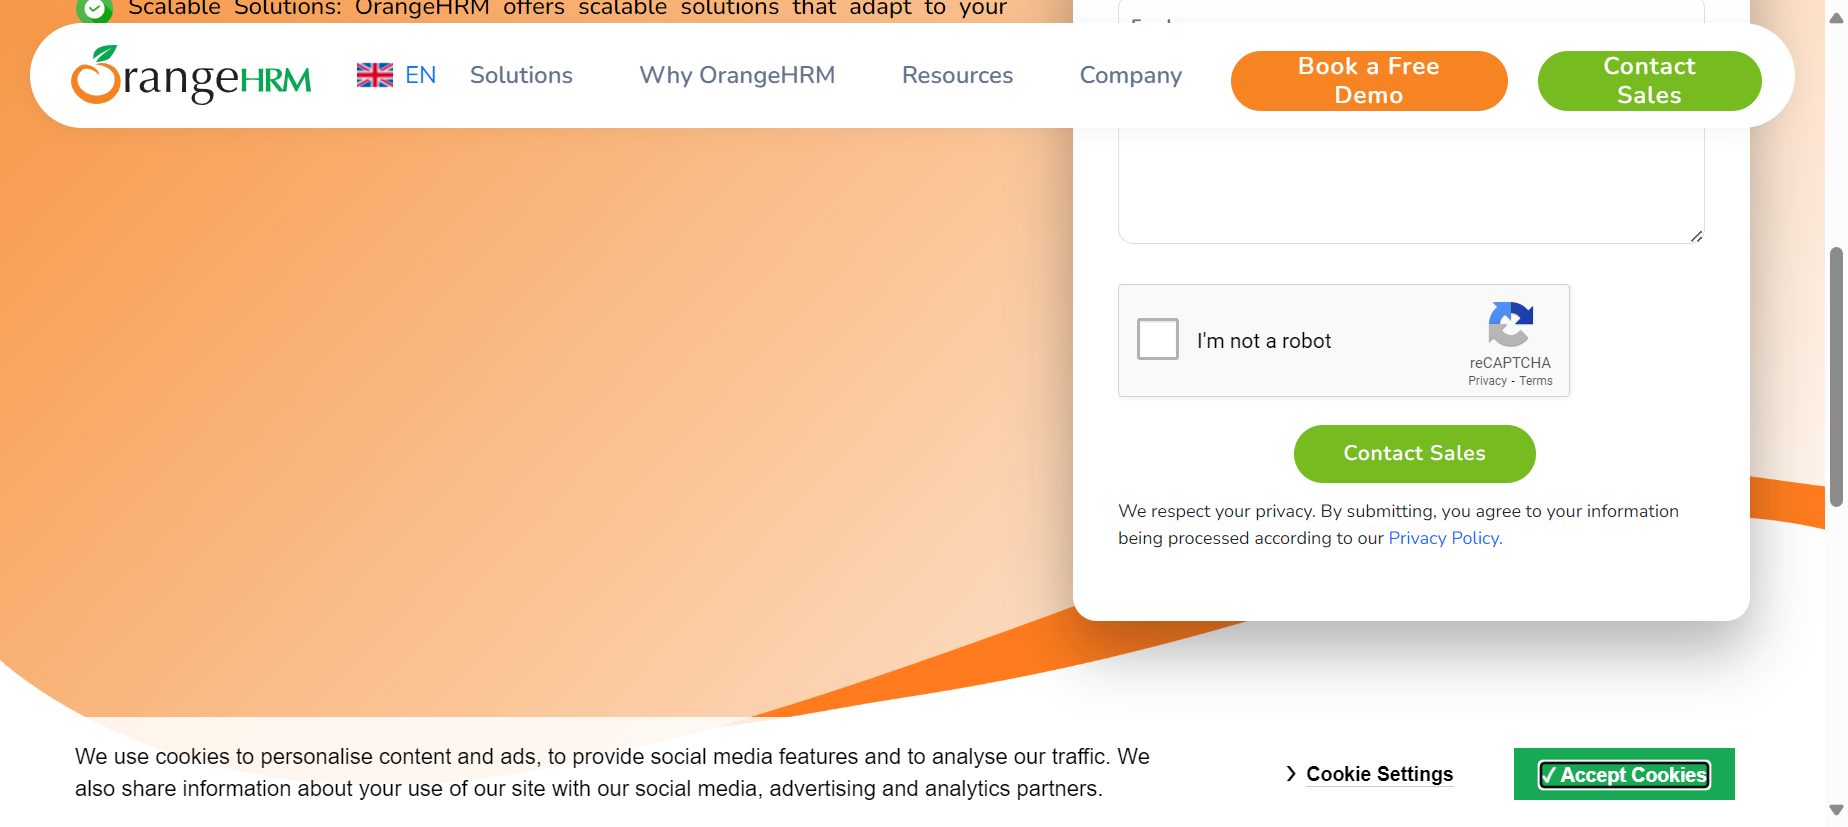 Scalable Solutions: OrangeHRM offers scalable solutions that adapt to your
OrangeHRM
EN
Solutions
Why OrangeHRM
Resources
Company
Book a Free
Demo
Contact
Sales
I'm not a robot
reCAPTCHA
Privacy - Terms
Contact Sales
We respect your privacy. By submitting, you agree to your information
being processed according to our Privacy Policy.
We use cookies to personalise content and ads, to provide social media features and to analyse our traffic. We
also share information about your use of our site with our social media, advertising and analytics partners.
Cookie Settings
✓ Accept Cookies